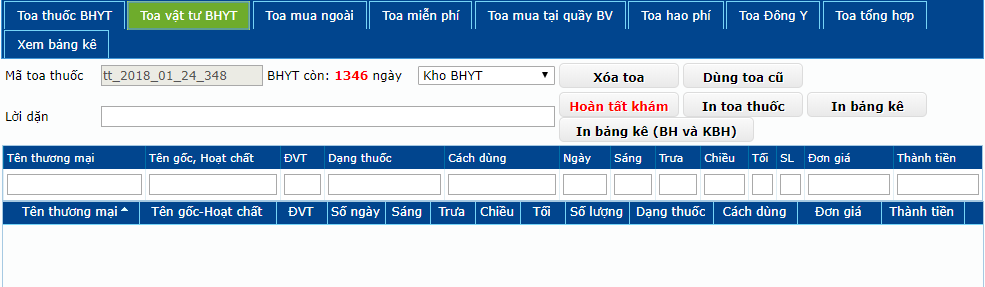 Toa thuốc BHYT Toa vật tư BHYT Toa mua ngoài Toa miễn phí Toa mua tại quầy BV Toa hao phí Toa Đông Y Toa tổng hợp
Xem bảng kê
Mã toa thuốc tt_2018_01_24_348 BHYT còn: 1346 ngày Kho BHYT Xóa toa Dùng toa cũ
Lời dặn Hoàn tất khám In toa thuốc In bảng kê
In bảng kê (BH và KBH)
Tên thương mại Tên gốc, Hoạt chất ĐVT Dạng thuốc Cách dùng Ngày Sáng Trưa Chiều Tối SL Đơn giá Thành tiền
Tên thương mại Tên gốc-Hoạt chất ĐVT Số ngày Sáng Trưa Chiều Tối Số lượng Dạng thuốc Cách dùng Đơn giá Thành tiền